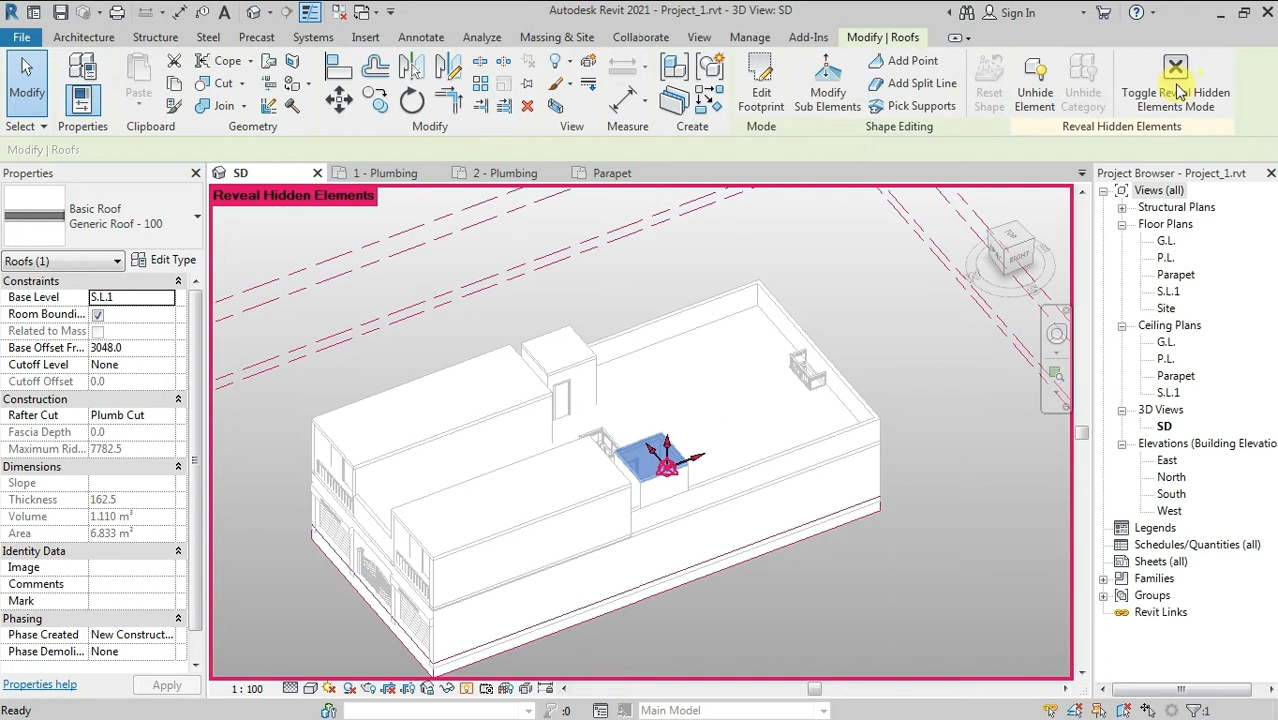 Autodesk Revit 2021 - Project_1.rvt - 3D View: SD
Sign In
File Architecture Structure Steel Precast Systems Insert Annotate Analyze Massing & Site Collaborate View Manage Add-Ins Modify | Roofs
Modify
Properties
Paste
Cope
Cut
Join
Edit
Footprint
Modify
Sub Elements
Add Point
Add Split Line
Pick Supports
Reset
Shape
Unhide
Element
Unhide
Category
Toggle Reveal Hidden
Elements Mode
Select Properties Clipboard Geometry Modify View Measure Create Mode Shape Editing Reveal Hidden Elements
Modify | Roofs
Properties
SD
1 - Plumbing
2 - Plumbing
Parapet
Project Browser - Project_1.rvt
Basic Roof
Generic Roof - 100
Roofs (1)
Edit Type
Constraints
Base Level S.L.1
Room Boundi...
Related to Mass
Base Offset Fr... 3048.0
Cutoff Level None
Cutoff Offset 0.0
Construction
Rafter Cut Plumb Cut
Fascia Depth 0.0
Maximum Rid... 7782.5
Dimensions
Slope
Thickness 162.5
Volume 1.110 m³
Area 6.833 m²
Identity Data
Image
Comments
Mark
Phasing
Phase Created New Construct...
Phase Demoli... None
Properties help
Apply
Reveal Hidden Elements
TOP
RIGHT
Views (all)
Structural Plans
Floor Plans
G.L.
P.L.
Parapet
S.L.1
Site
Ceiling Plans
G.L.
P.L.
Parapet
S.L.1
3D Views
SD
Elevations (Building Elevatio
East
North
South
West
Legends
Schedules/Quantities (all)
Sheets (all)
Families
Groups
Revit Links
1 : 100
Ready
:0
Main Model
:1